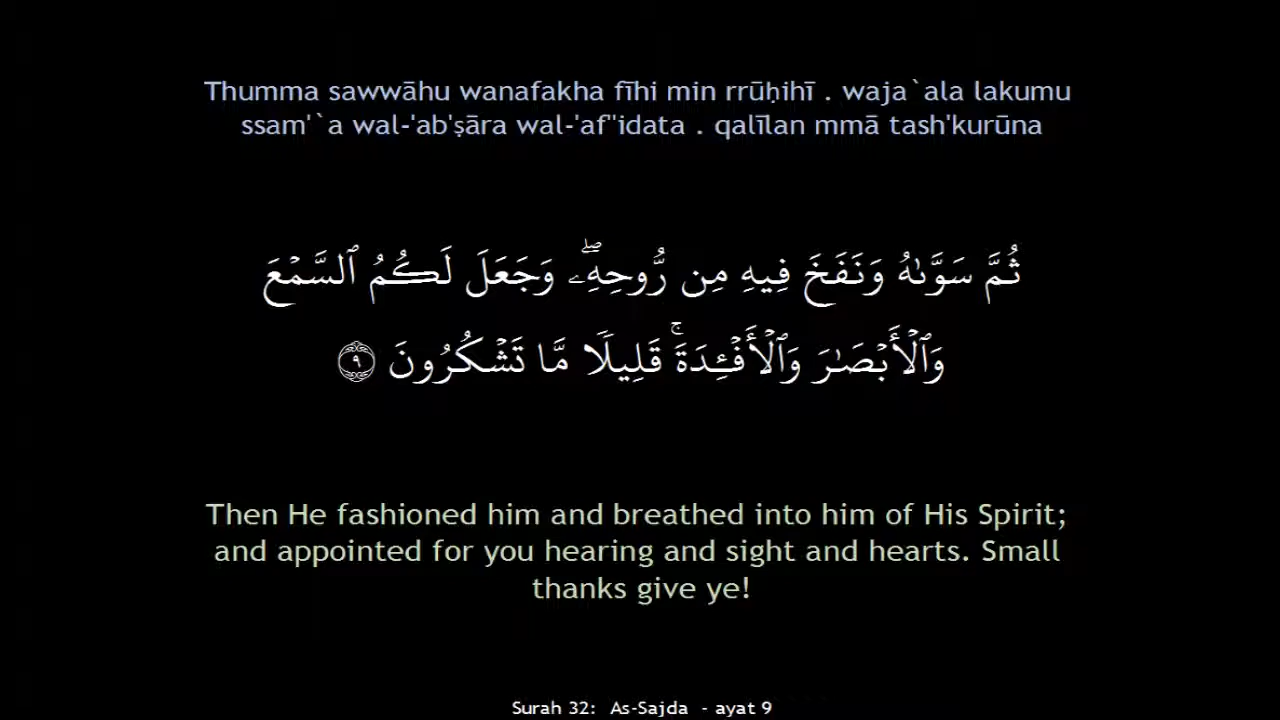 Thumma sawwāhu wanafakha fīhi min rrūḥihī . waja`ala lakumu
ssam'`a wal-'ab'ṣāra wal-'af''idata . qalīlan mmā tash'kurūna
ثُمَّ سَوَّىٰهُ وَنَفَخَ فِيهِ مِن رُّوحِهِۦۖ وَجَعَلَ لَكُمُ ٱلسَّمْعَ
وَٱلْأَبْصَـٰرَ وَٱلْأَفْـِٔدَةَۚ قَلِيلًا مَّا تَشْكُرُونَ ٩
Then He fashioned him and breathed into him of His Spirit;
and appointed for you hearing and sight and hearts. Small
thanks give ye!
Surah 32: As-Sajda - ayat 9